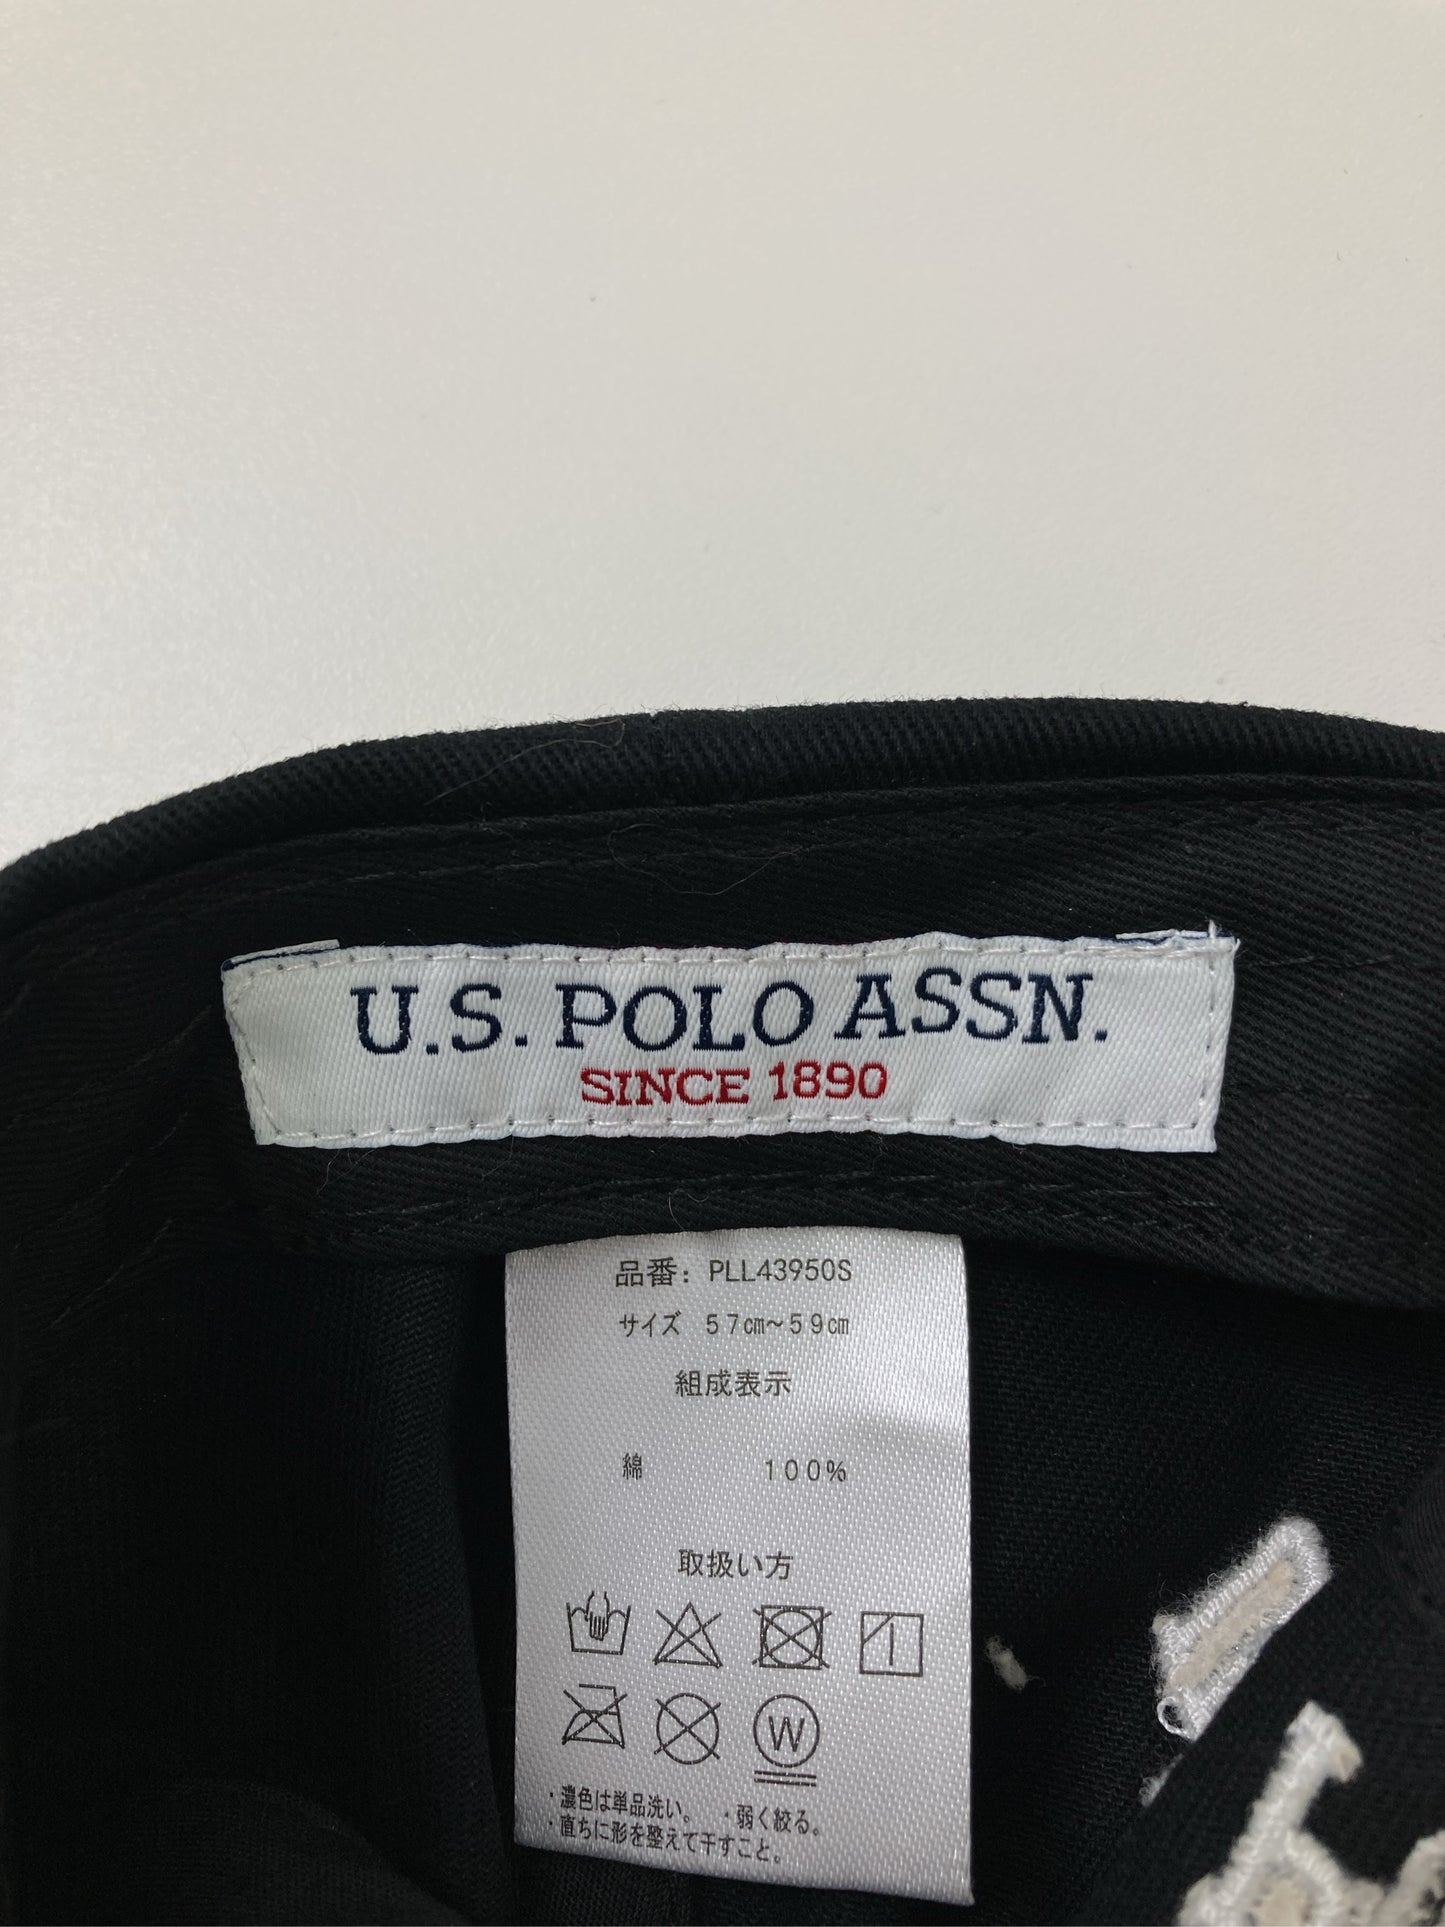 U.S. POLO ASSN.
SINCE 1890
品番: PLL43950S
サイズ 57㎝～59㎝
組成表示
綿 100%
取扱い方
W
・濃色は単品洗い。 ・弱く絞る。
・直ちに形を整えて干すこと。